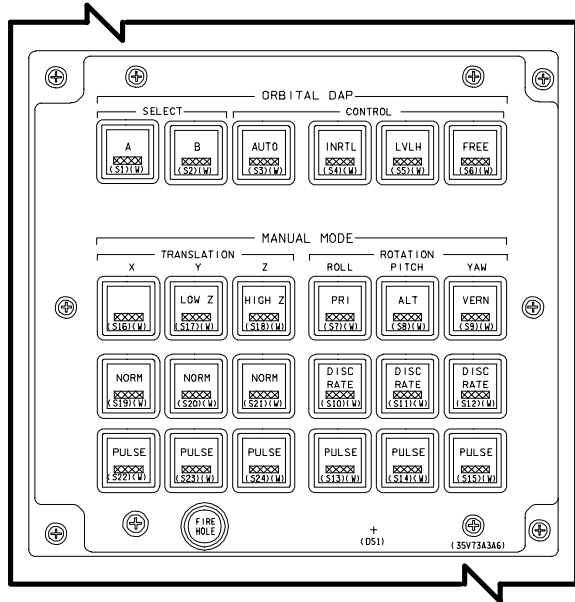 ORBITAL DAP
SELECT CONTROL
A B AUTO INRTL LVLH FREE
(S1)(W) (S2)(W) (S3)(W) (S4)(W) (S5)(W) (S6)(W)
MANUAL MODE
TRANSLATION ROTATION
X Y Z ROLL PITCH YAW
LOW Z HIGH Z PRI ALT VERN
(S16)(W) (S17)(W) (S18)(W) (S7)(W) (S8)(W) (S9)(W)
NORM NORM NORM DISC RATE DISC RATE DISC RATE
(S19)(W) (S20)(W) (S21)(W) (S10)(W) (S11)(W) (S12)(W)
PULSE PULSE PULSE PULSE PULSE PULSE
(S22)(W) (S23)(W) (S24)(W) (S13)(W) (S14)(W) (S15)(W)
FIRE
HOLE
(DS1)
(35V73A3A6)